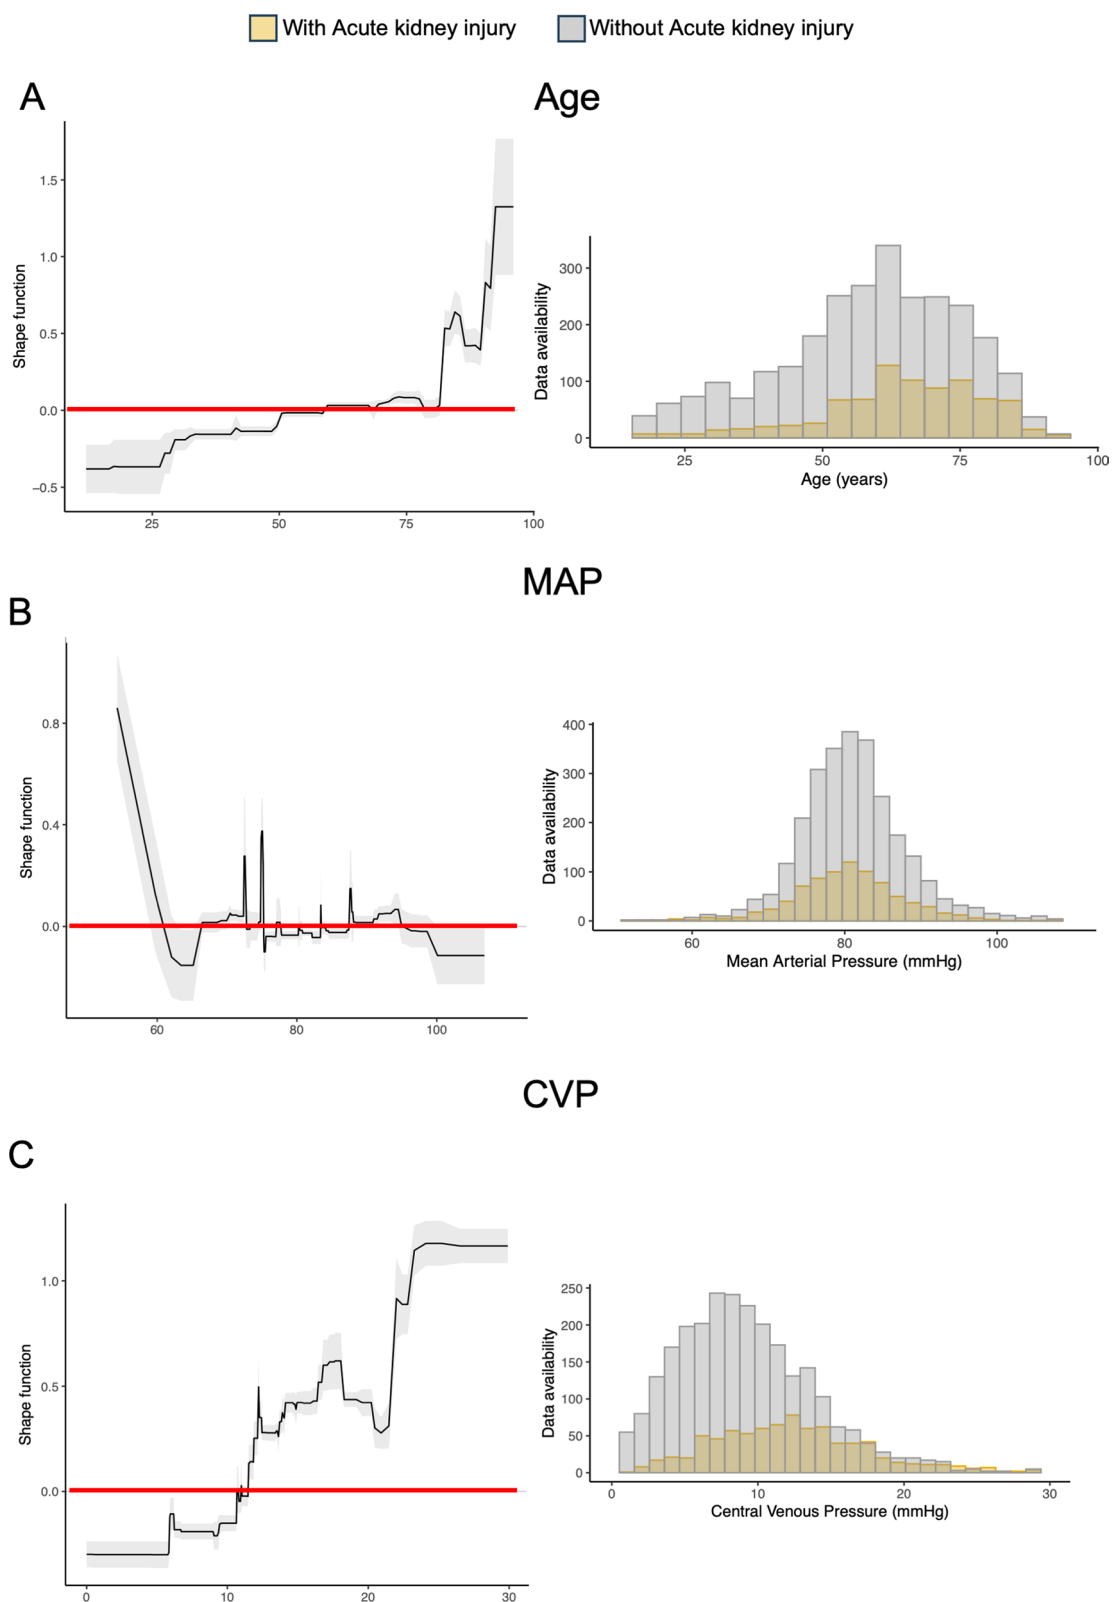 With Acute kidney injury
Without Acute kidney injury
A
Age
Shape function
1.5
1.0
0.5
0.0
−0.5
25
50
75
100
Data availability
300
200
100
0
25
50
75
100
Age (years)
MAP
B
Shape function
0.8
0.4
0.0
60
80
100
Data availability
400
300
200
100
0
60
80
100
Mean Arterial Pressure (mmHg)
CVP
C
Shape function
1.0
0.5
0.0
0
10
20
30
Data availability
250
200
150
100
50
0
0
10
20
30
Central Venous Pressure (mmHg)